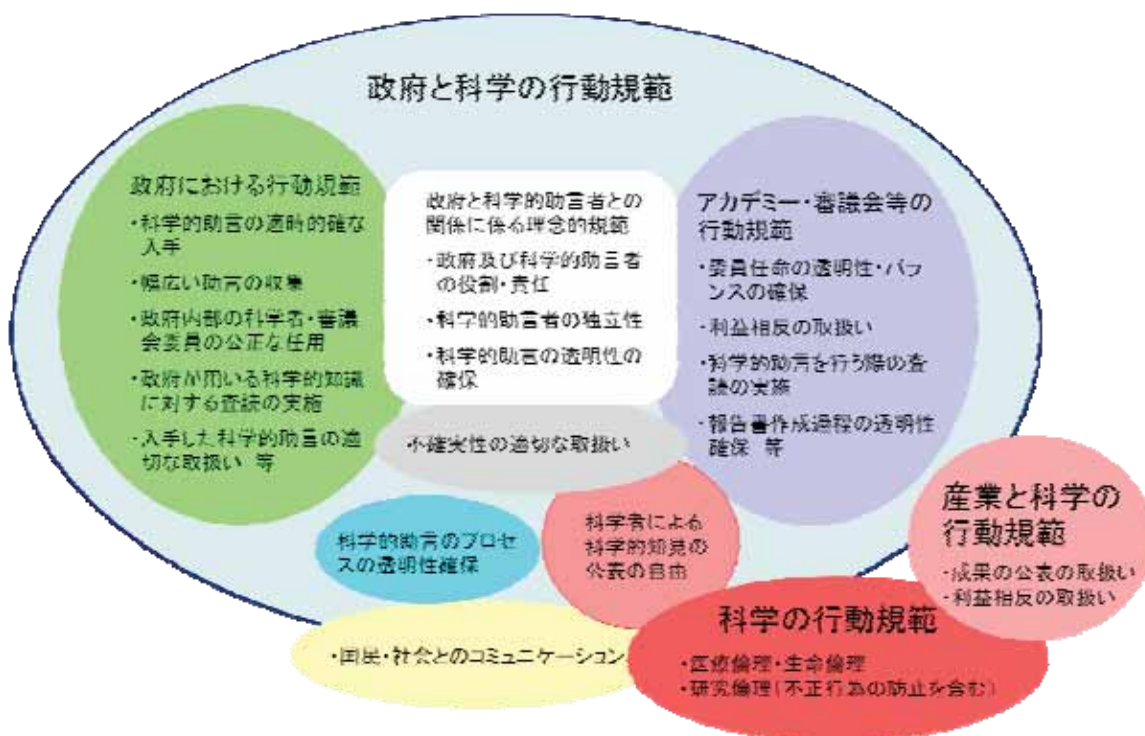 政府と科学の行動規範
政府における行動規範
・科学的助言の適時的確な
入手
・幅広い助言の収集
・政府内部の科学者・審議
会委員の公正な任用
・政府が用いる科学的知識
に対する査読の実施
・入手した科学的助言の適
切な取扱い 等
政府と科学的助言者との
関係に係る理念的規範
・政府及び科学的助言者
の役割・責任
・科学的助言者の独立性
・科学的助言の透明性の
確保
アカデミー・審議会等の
行動規範
・委員任命の透明性・バラ
ンスの確保
・利益相反の取扱い
・科学的助言を行う際の査
読の実施
・報告書作成過程の透明性
確保 等
不確実性の適切な取扱い
科学的助言のプロセ
スの透明性確保
科学者による
科学的知見の
公表の自由
・国民・社会とのコミュニケーション
産業と科学の
行動規範
・成果の公表の取扱い
・利益相反の取扱い
科学の行動規範
・医療倫理・生命倫理
・研究倫理（不正行為の防止を含む）